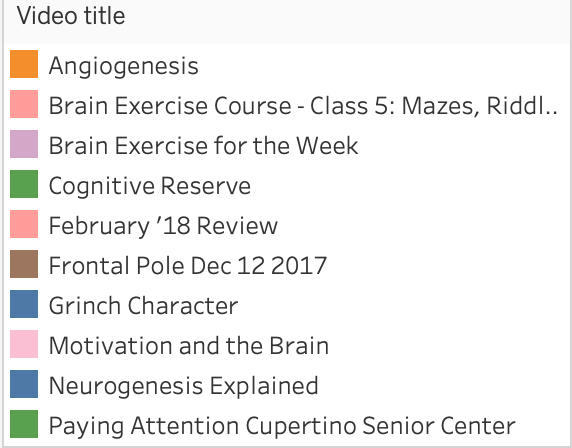 Video title
Angiogenesis
Brain Exercise Course - Class 5: Mazes, Riddl..
Brain Exercise for the Week
Cognitive Reserve
February ’18 Review
Frontal Pole Dec 12 2017
Grinch Character
Motivation and the Brain
Neurogenesis Explained
Paying Attention Cupertino Senior Center